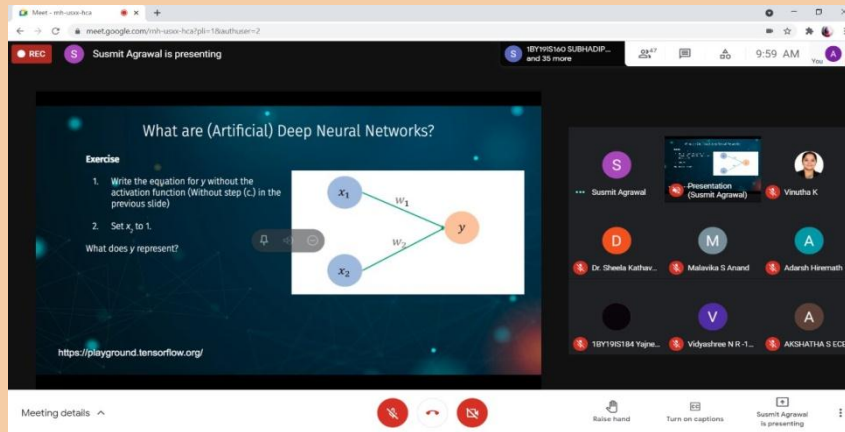 Meet - mh-usxx-hca
meet.google.com/mh-usxx-hca?pli=1&authuser=2
REC
S
Susmit Agrawal is presenting
S
1BY19IS160 SUBHADIP...
and 35 more
47
9:59 AM
You
A
What are (Artificial) Deep Neural Networks?
Exercise
1. Write the equation for y without the
activation function (Without step (c.) in the
previous slide)
2. Set x2 to 1.
What does y represent?
x1
w1
y
w2
x2
https://playground.tensorflow.org/
S
Susmit Agrawal
Presentation
(Susmit Agrawal)
Vinutha K
D
Dr. Sheela Kathav...
M
Malavika S Anand
A
Adarsh Hiremath
1BY19IS184 Yajne...
V
Vidyashree N R -1...
A
AKSHATHA S ECE
Meeting details
Raise hand
Turn on captions
Susmit Agrawal
is presenting